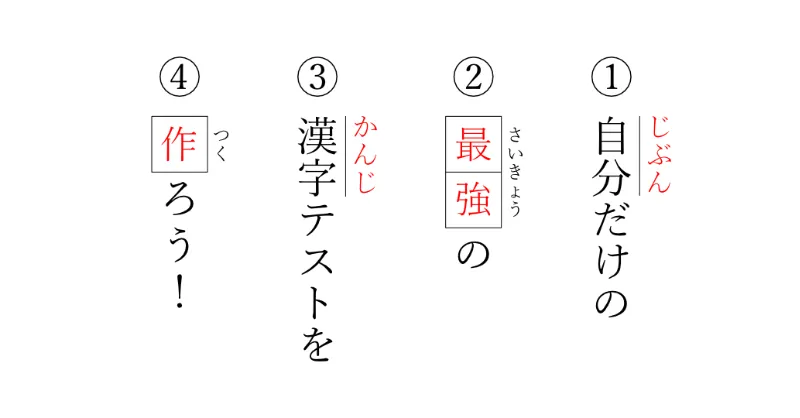 ① 自分だけの
じぶん
② 最強の
さいきょう
③ 漢字テストを
かんじ
④ 作ろう！
つく